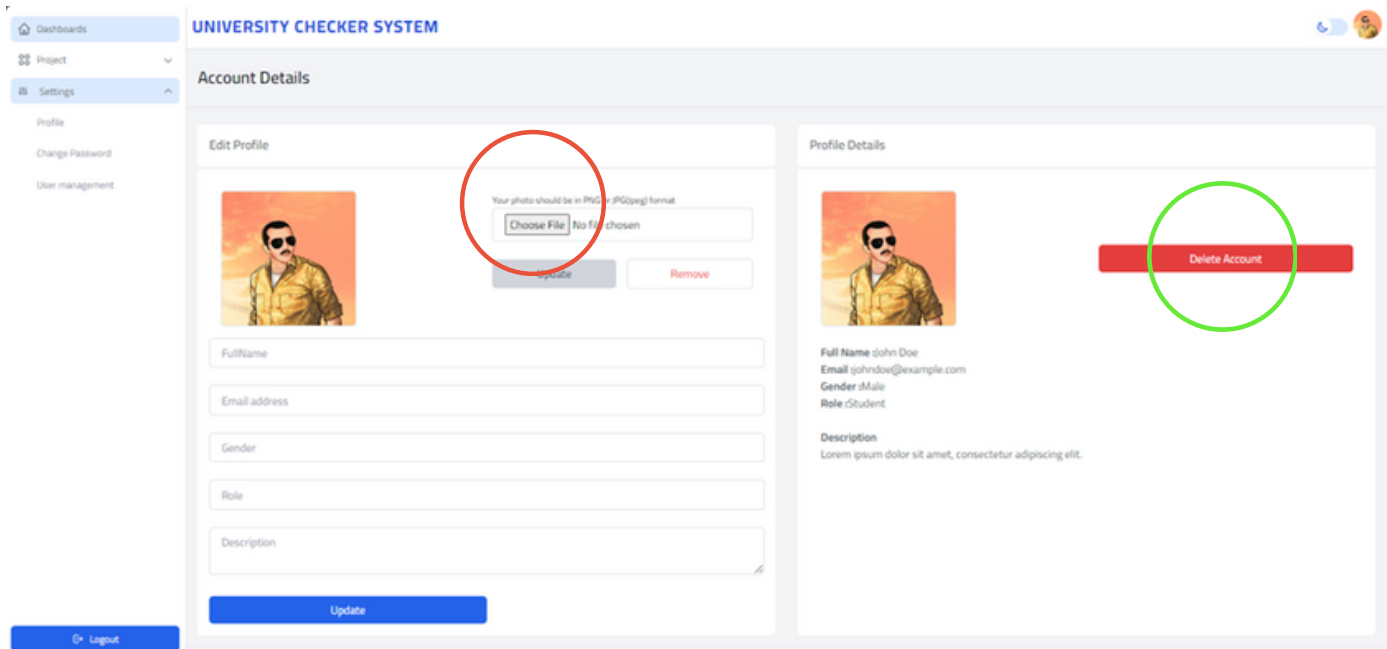 Dashboards
UNIVERSITY CHECKER SYSTEM
Project
Settings
Profile
Change Password
User management
Logout
Account Details
Edit Profile
Your photo should be in PNG or JPG(jpeg) format
Choose File No file chosen
Update Remove
FullName
Email address
Gender
Role
Description
Update
Profile Details
Delete Account
Full Name :John Doe
Email :johndoe@example.com
Gender :Male
Role :Student
Description
Lorem ipsum dolor sit amet, consectetur adipiscing elit.